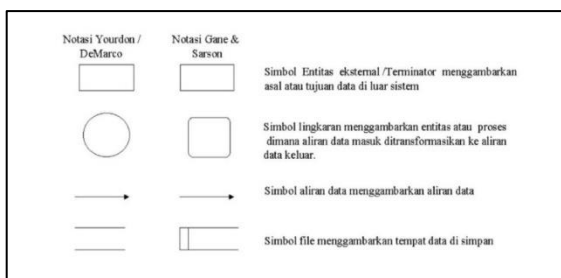 Notasi Yourdon /
DeMarco
Notasi Gane &
Sarson
Simbol Entitas eksternal /Terminator menggambarkan
asal atau tujuan data di luar sistem
Simbol lingkaran menggambarkan entitas atau proses
dimana aliran data masuk ditransformasikan ke aliran
data keluar.
Simbol aliran data menggambarkan aliran data
Simbol file menggambarkan tempat data di simpan